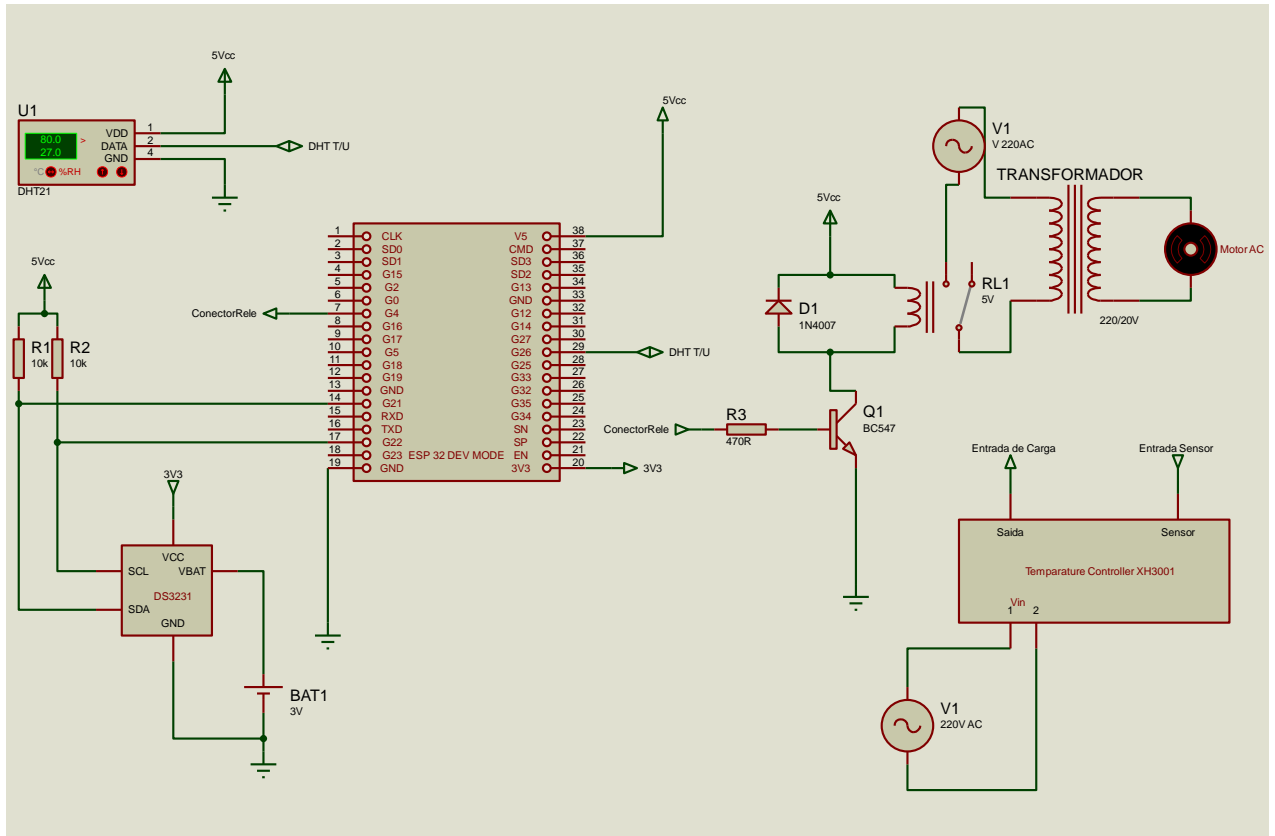 5Vcc
U1
80.0
27.0
>
°C
%RH
VDD
DATA
GND
1
2
4
DHT21
DHT T/U
5Vcc
R1
10k
R2
10k
ConectorRele
1 CLK
2 SD0
3 SD1
4 G15
5 G2
6 G0
7 G4
8 G16
9 G17
10 G5
11 G18
12 G19
13 GND
14 G21
15 RXD
16 TXD
17 G22
18 G23
19 GND
ESP 32 DEV MODE
V5 38
CMD 37
SD3 36
SD2 35
G13 34
GND 33
G12 32
G14 31
G27 30
G26 29
G25 28
G33 27
G32 26
G35 25
G34 24
SN 23
SP 22
EN 21
3V3 20
5Vcc
DHT T/U
3V3
3V3
VCC
SCL
VBAT
DS3231
SDA
GND
BAT1
3V
5Vcc
D1
1N4007
RL1
5V
ConectorRele
R3
470R
Q1
BC547
V1
V 220AC
TRANSFORMADOR
220/20V
Motor AC
Entrada de Carga
Entrada Sensor
Saida
Sensor
Temparature Controller XH3001
Vin
1
2
V1
220V AC